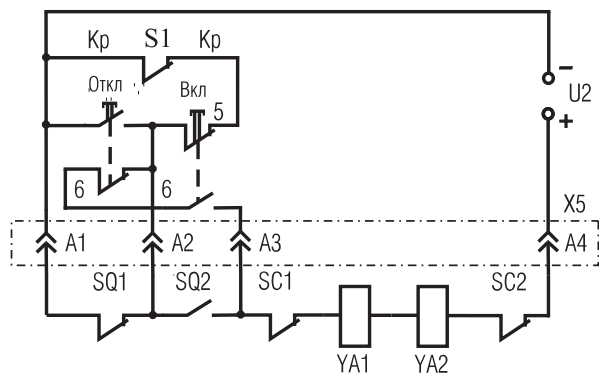 Кр S1 Кр
−
Откл Вкл
U2
5
+
6 6
X5
A1 A2 A3 A4
SQ1 SQ2 SC1 SC2
YA1 YA2